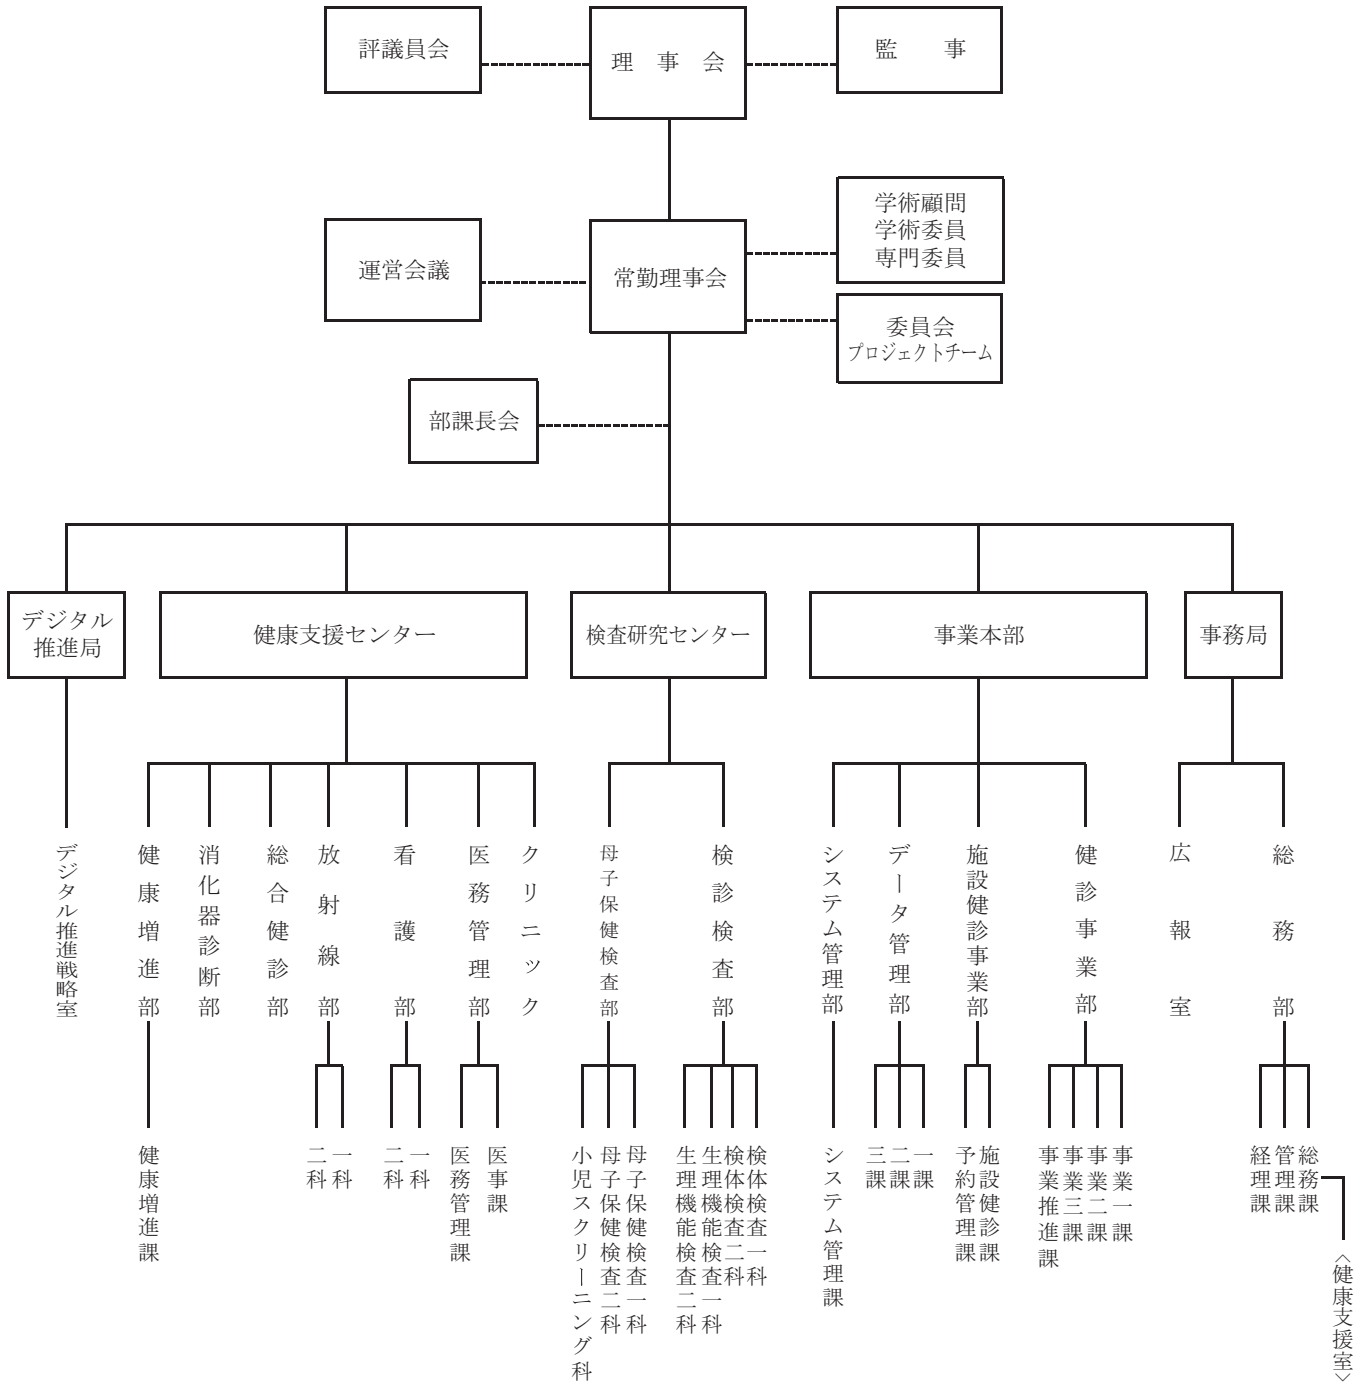 評議員会
理　事　会
監　　事
学術顧問
学術委員
専門委員
運営会議
常勤理事会
委員会
プロジェクトチーム
部課長会
デジタル
推進局
健康支援センター
検査研究センター
事業本部
事務局
デジタル推進戦略室
健康増進部
消化器診断部
総合健診部
放射線部
看護部
医務管理部
クリニック
母子保健検査部
検診検査部
システム管理部
データ管理部
施設健診事業部
健診事業部
広報室
総務部
健康増進課
二科
一科
二科
一科
医務管理課
医事課
小児スクリーニング科
母子保健検査二科
母子保健検査一科
生理機能検査二科
生理機能検査一科
検体検査二科
検体検査一科
システム管理課
三課
二課
一課
予約管理課
施設健診課
事業推進課
事業三課
事業二課
事業一課
経理課
管理課
総務課
〈健康支援室〉